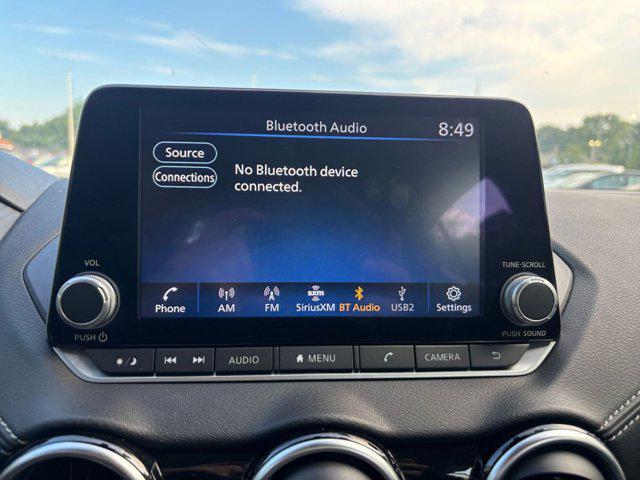 Bluetooth Audio
8:49
Source
No Bluetooth device
connected.
Connections
VOL
TUNE·SCROLL
Phone
AM
FM
sxm
SiriusXM
BT Audio
USB2
Settings
PUSH
PUSH SOUND
AUDIO
MENU
CAMERA